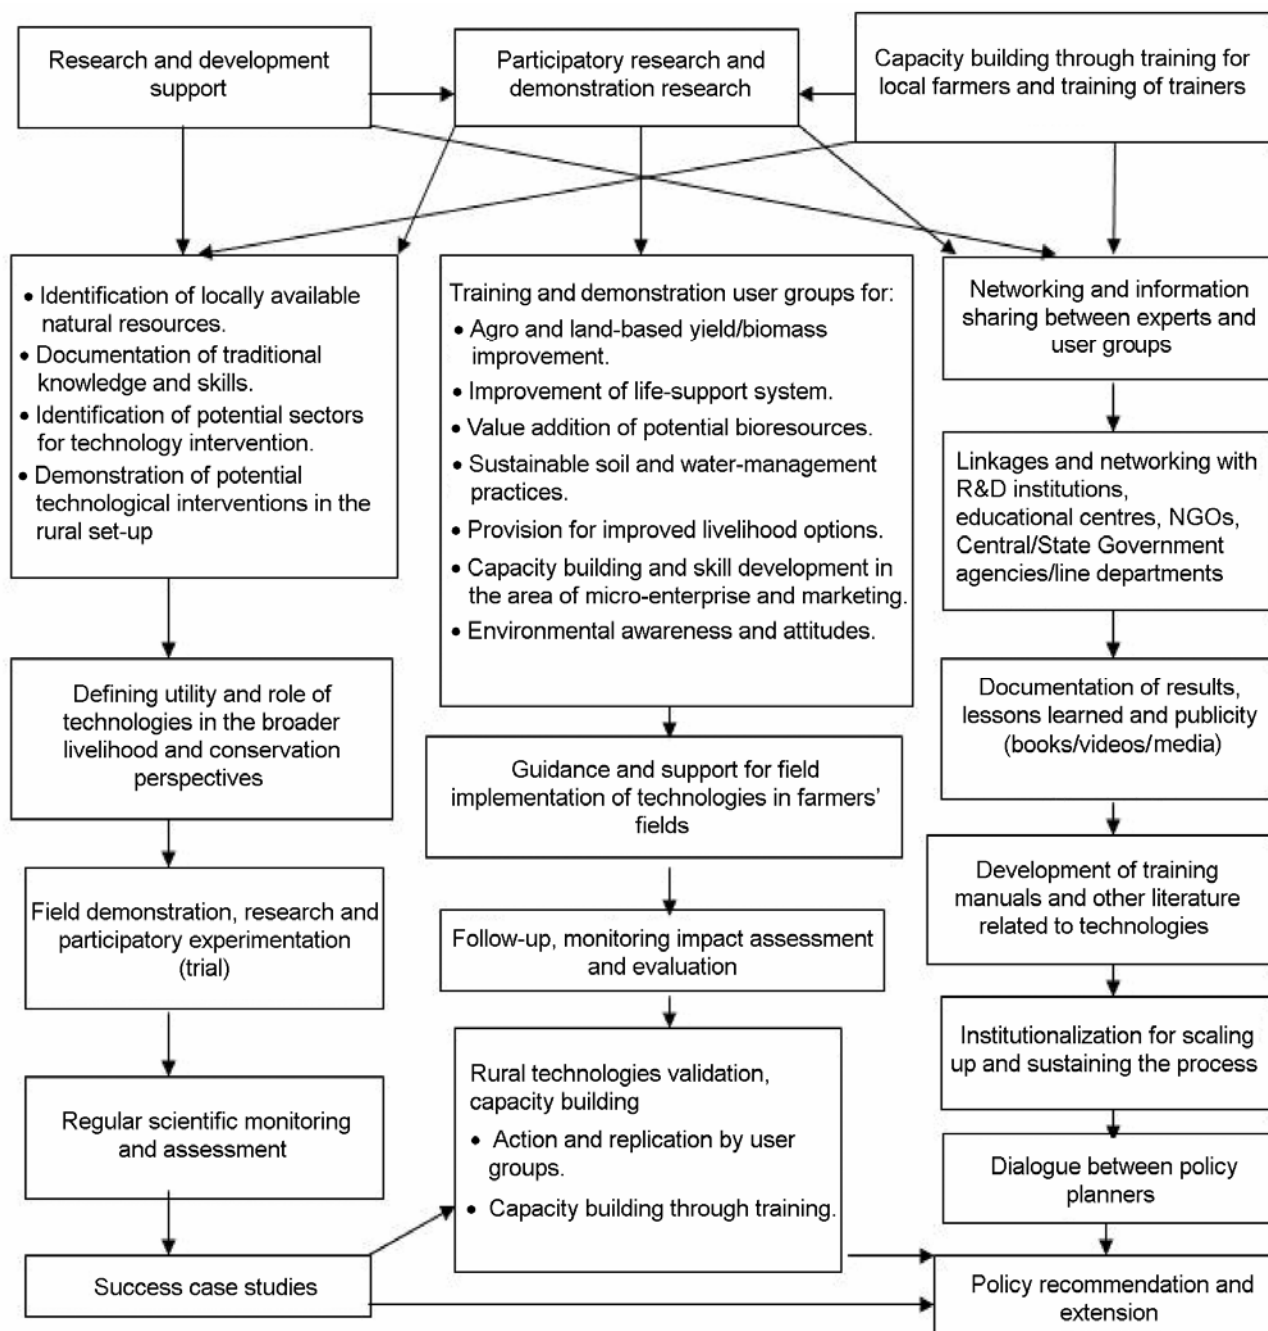 Research and development
support
Participatory research and
demonstration research
Capacity building through training for
local farmers and training of trainers
• Identification of locally available
natural resources.
• Documentation of traditional
knowledge and skills.
• Identification of potential sectors
for technology intervention.
• Demonstration of potential
technological interventions in the
rural set-up
Training and demonstration user groups for:
• Agro and land-based yield/biomass
improvement.
• Improvement of life-support system.
• Value addition of potential bioresources.
• Sustainable soil and water-management
practices.
• Provision for improved livelihood options.
• Capacity building and skill development in
the area of micro-enterprise and marketing.
• Environmental awareness and attitudes.
Networking and information
sharing between experts and
user groups
Linkages and networking with
R&D institutions,
educational centres, NGOs,
Central/State Government
agencies/line departments
Defining utility and role of
technologies in the broader
livelihood and conservation
perspectives
Guidance and support for field
implementation of technologies in farmers'
fields
Documentation of results,
lessons learned and publicity
(books/videos/media)
Field demonstration, research and
participatory experimentation
(trial)
Follow-up, monitoring impact assessment
and evaluation
Development of training
manuals and other literature
related to technologies
Regular scientific monitoring
and assessment
Rural technologies validation,
capacity building
• Action and replication by user
groups.
• Capacity building through training.
Institutionalization for scaling
up and sustaining the process
Dialogue between policy
planners
Success case studies
Policy recommendation and
extension